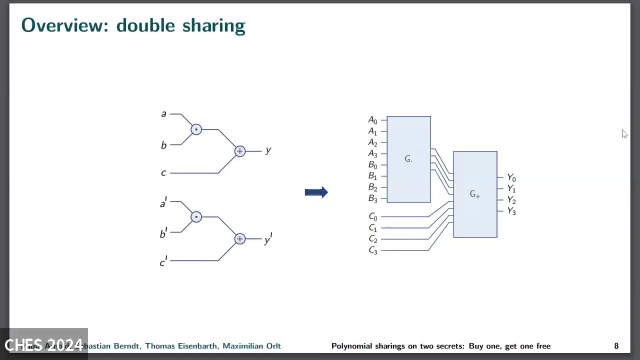 Overview: double sharing
a
b
c
y
a'
b'
c'
y'
A0
A1
A2
A3
B0
B1
B2
B3
C0
C1
C2
C3
G·
G+
Y0
Y1
Y2
Y3
CHES 2024
Berndt, Thomas Eisenbarth, Maximilian Orlt
Polynomial sharings on two secrets: Buy one, get one free
8